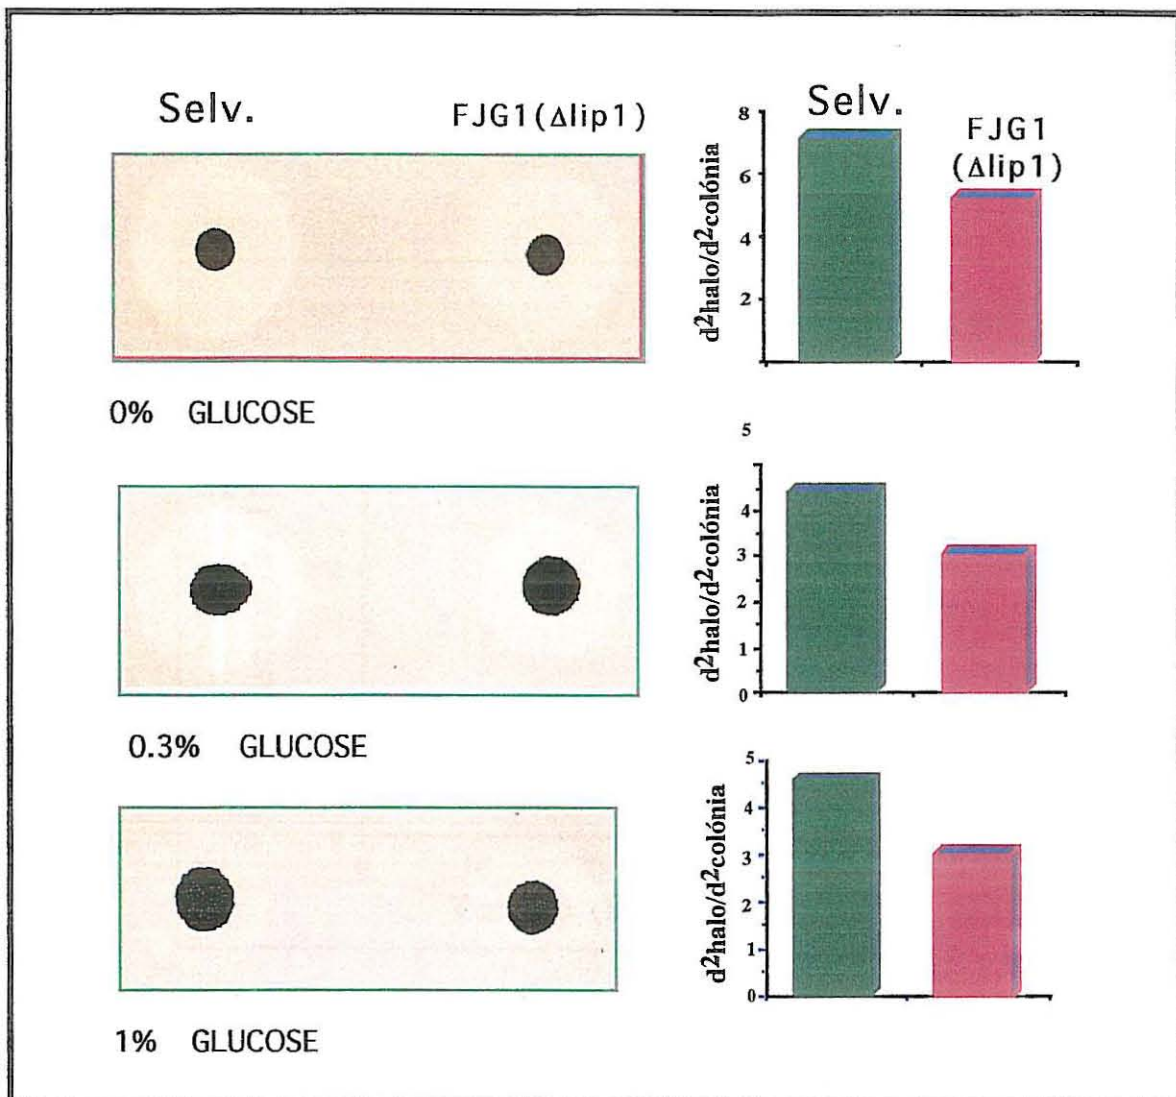 Selv.
FJG1(Δlip1)
0% GLUCOSE
d²halo/d²colónia
8
6
4
2
Selv.
FJG1
(Δlip1)
0.3% GLUCOSE
d²halo/d²colónia
5
4
3
2
1
0
1% GLUCOSE
d²halo/d²colónia
5
4
3
2
1
0